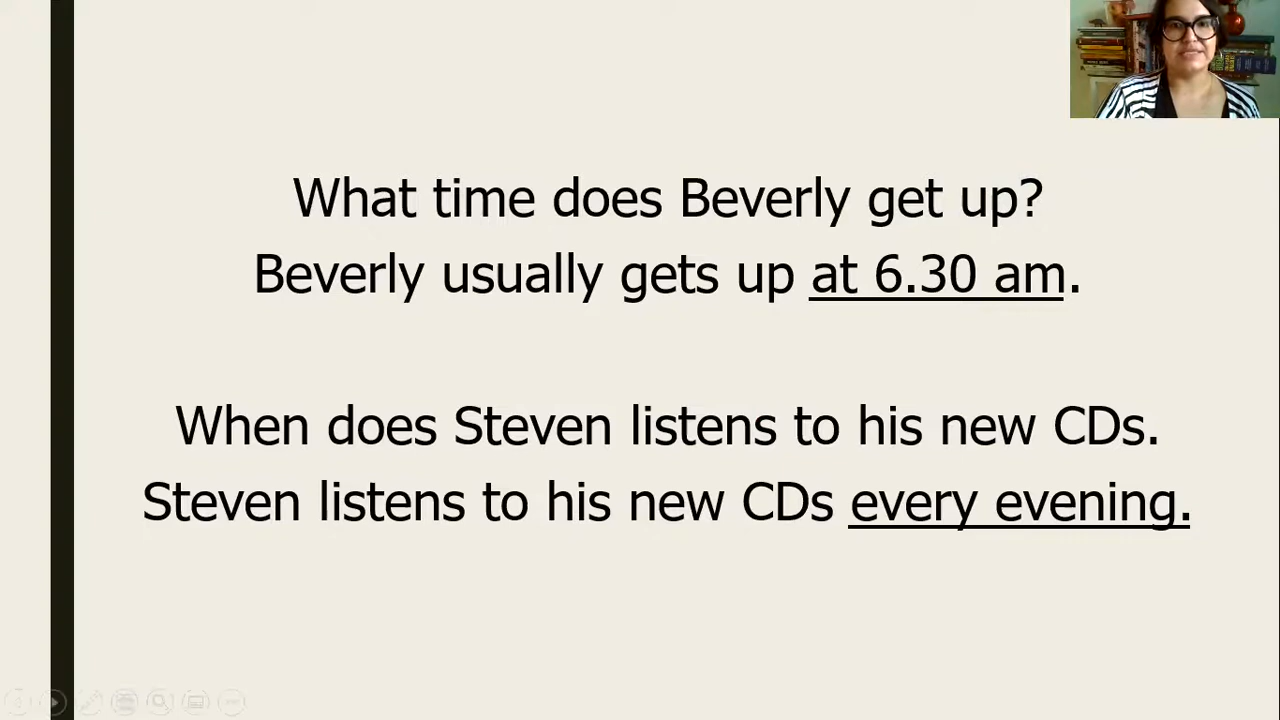 What time does Beverly get up?
Beverly usually gets up at 6.30 am.
When does Steven listens to his new CDs.
Steven listens to his new CDs every evening.